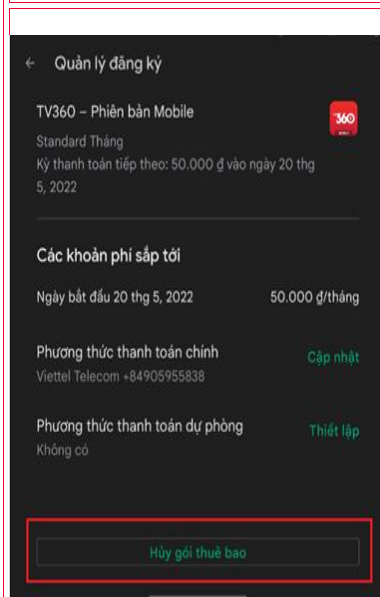 ← Quản lý đăng ký
TV360 – Phiên bản Mobile
360
Standard Tháng
Kỳ thanh toán tiếp theo: 50.000 ₫ vào ngày 20 thg
5, 2022
Các khoản phí sắp tới
Ngày bắt đầu 20 thg 5, 2022 50.000 ₫/tháng
Phương thức thanh toán chính Cập nhật
Viettel Telecom +84905955838
Phương thức thanh toán dự phòng Thiết lập
Không có
Hủy gói thuê bao